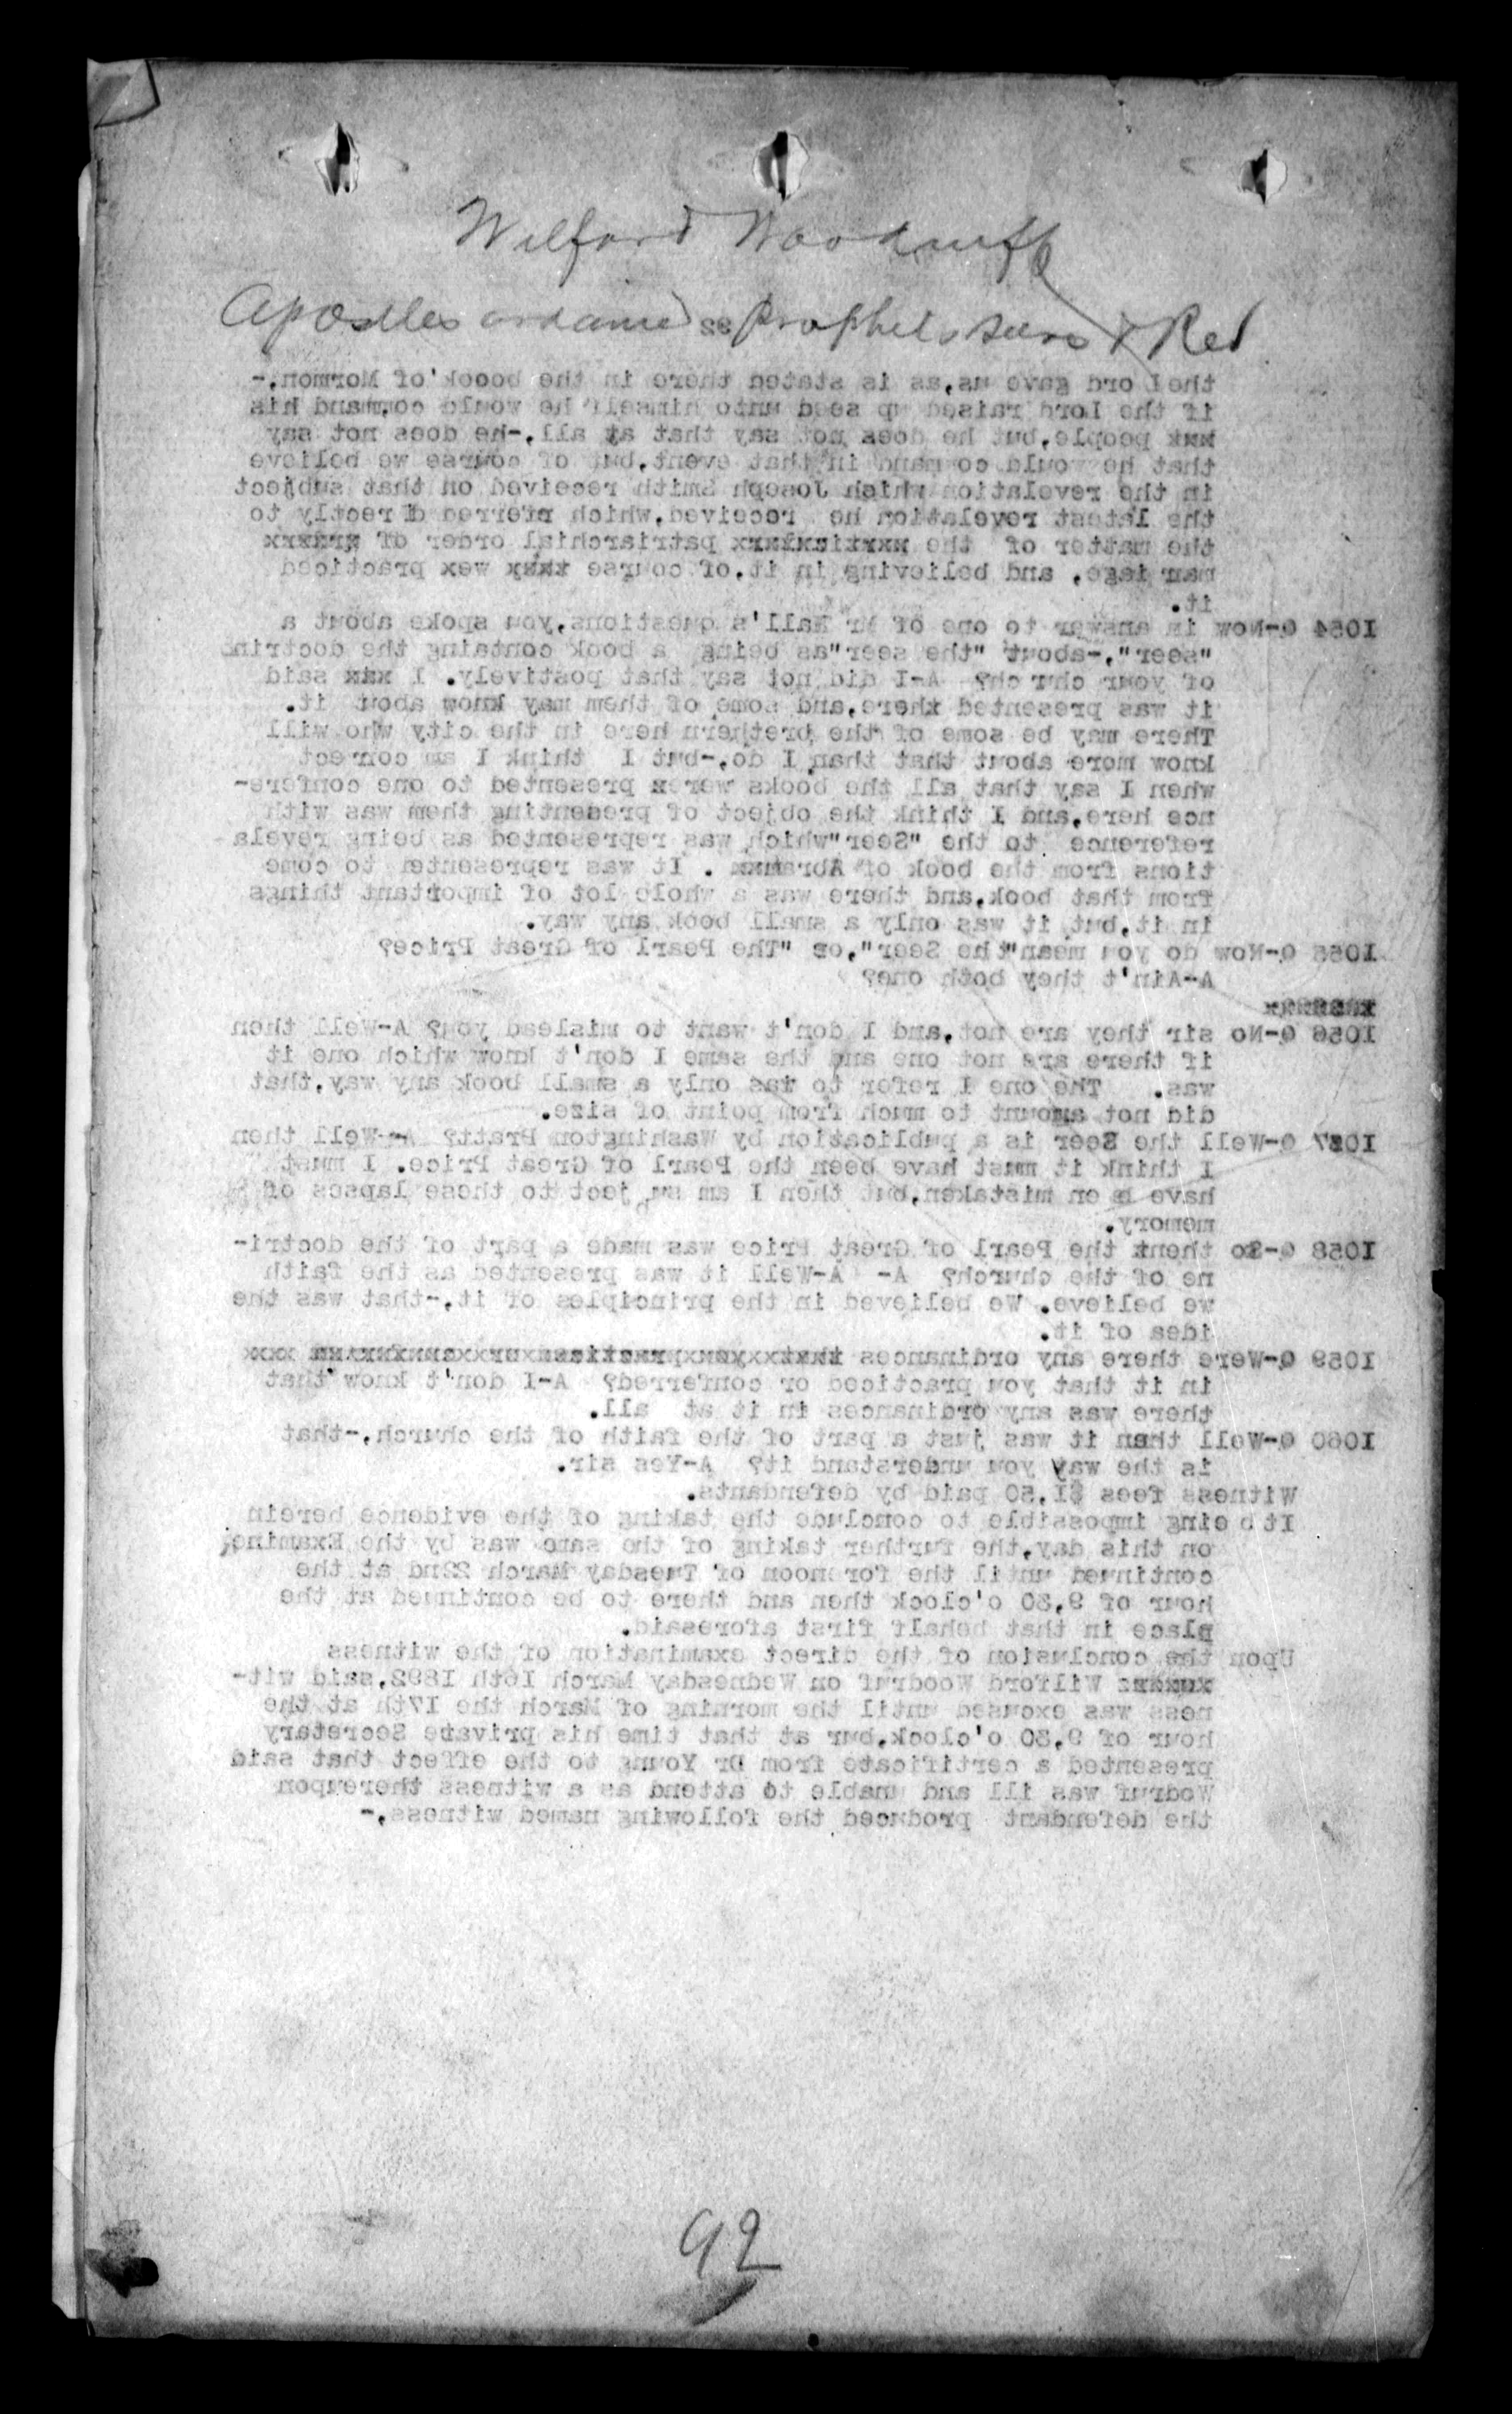 Wilford Woodruff
Apostles ordained Prophets Seers & Rev
92
the Lord gave us,as is stated there in the boook of Mormon,-
if the Lord raised up seed unto himself he would command his
people,but he does not say that at all,-he does not say
that he would co mand in that event,but of course we believe
in the revelation which Joseph Smith received on that subject
the latest revelation he received,which referred d rectly to
the matter of the patriarchial order of
mar iage, and believing in it,of course wex practiced
it.
1054 Q-Now in answer to one of Mr Hall's questions,you spoke about a
"seer",-about "the seer"as being a book containg the doctrin
of your chrch? A-I did not say that postively. I said
it was presented there,and some of them may know about it.
There may be some of the brethern here in the city who will
know more about that than I do,-but I think I am correct
when I say that all the books werex presented to one confere-
nce here,and I think the object of presenting them was with
reference to the "Seer"which was represented as being revela-
tions from the book of Abraham . It was represented to come
from that book,and there was a whole lot of important things
in it,but it was only a small book any way.
1055 Q-Now do you mean"the Seer",or "The Pearl of Great Price?
A-Ain't they both one?
1056 Q-No sir they are not,and I don't want to mislead you? A-Well then
if there are not one and the same I don't know which one it
was. The one I refer to was only a small book any way,that
did not amount to much from point of size.
1057 Q-Well the Seer is a publication by Washington Pratt? A-Well then
I think it must have been the Pearl of Great Price. I must
have b en mistaken,but then I am su ject to these lapses of
memory.
1058 Q-So thenx the Pearl of Great Price was made a part of the doctri-
ne of the church? A- A-Well it was presented as the faith
we believe. We believed in the principles of it,-that was the
idea of it.
1059 Q-Were there any ordinances
in it that you practiced or conferred? A-I don't know that
there was any ordinances in it at all.
1060 Q-Well then it was just a part of the faith of the church,-that
is the way you understand it? A-Yes sir.
Witness fees $1,50 paid by defendants.
It b eing impossible to conclude the taking of the evidence herein
on this day,the further taking of the same was by the Examiner,
continued until the forenoon of Tuesday March 22nd at the
hour of 9,30 o'clock then and there to be continued at the
place in that behalf first aforesaid.
Upon the conclusion of the direct examination of the witness
Wilford Woodruf on Wednesday March 16th 1892,said wit-
ness was excused until the morning of March the 17th at the
hour of 9,30 o'clock,bur at that time his private Secretary
presented a certificate from Dr Young to the effect that said
Wodruf was ill and unable to attend as a witness thereupon
the defendant produced the following named witness,-
92